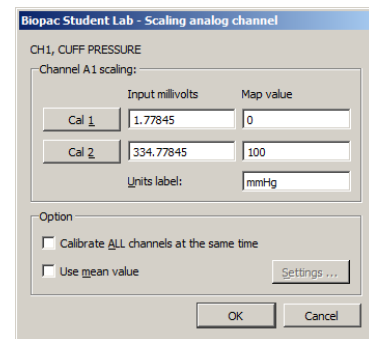 Biopac Student Lab - Scaling analog channel
CH1, CUFF PRESSURE
Channel A1 scaling:
Input millivolts Map value
Cal 1 1.77845 0
Cal 2 334.77845 100
Units label: mmHg
Option
Calibrate ALL channels at the same time
Use mean value Settings ...
OK Cancel